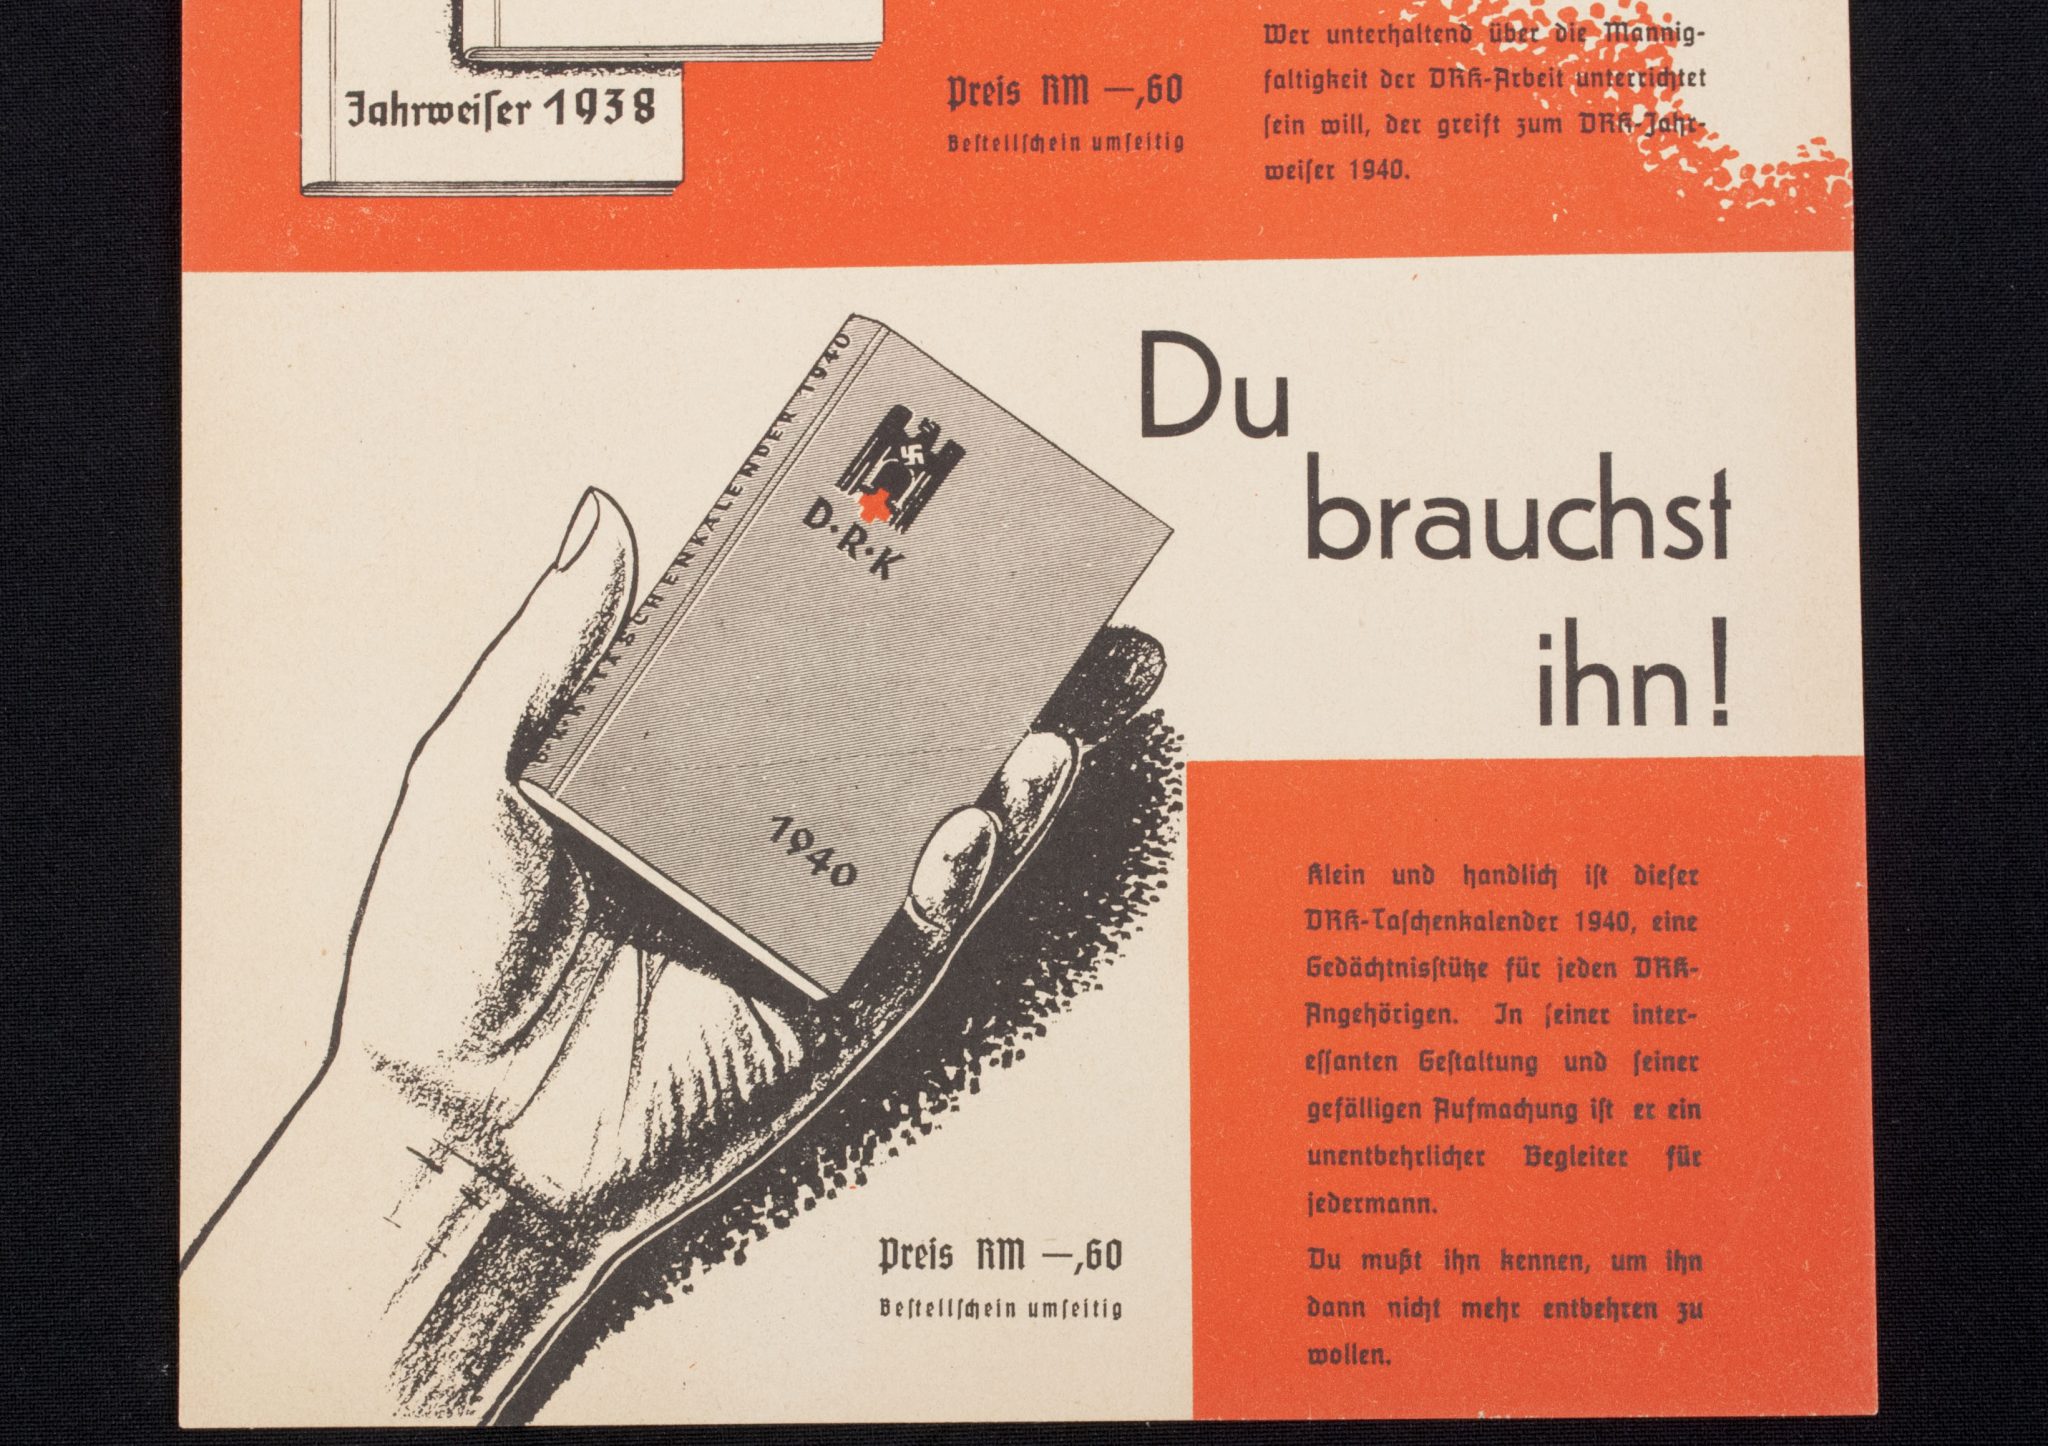 Jahrweiser 1938
Preis RM —,60
Bestellschein umseitig
Wer unterhaltend über die Mannig-
faltigkeit der DRK-Arbeit unterrichtet
sein will, der greift zum DRK-Jahr-
weiser 1940.
Du
brauchst
ihn!
D·R·K·TASCHENKALENDER 1940
D·R·K
1940
Klein und handlich ist dieser
DRK-Taschenkalender 1940, eine
Gedächtnisstütze für jeden DRK-
Angehörigen. In seiner inter-
essanten Gestaltung und seiner
gefälligen Aufmachung ist er ein
unentbehrlicher Begleiter für
jedermann.
Du mußt ihn kennen, um ihn
dann nicht mehr entbehren zu
wollen.
Preis RM —,60
Bestellschein umseitig